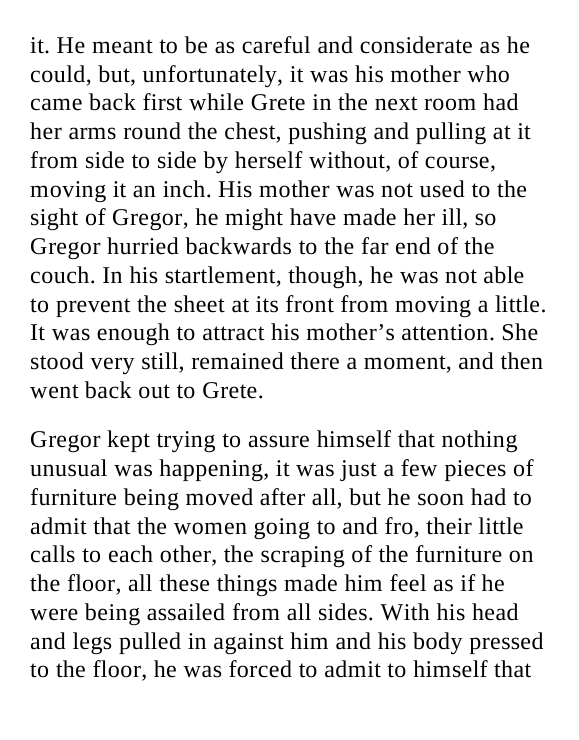 it. He meant to be as careful and considerate as he
could, but, unfortunately, it was his mother who
came back first while Grete in the next room had
her arms round the chest, pushing and pulling at it
from side to side by herself without, of course,
moving it an inch. His mother was not used to the
sight of Gregor, he might have made her ill, so
Gregor hurried backwards to the far end of the
couch. In his startlement, though, he was not able
to prevent the sheet at its front from moving a little.
It was enough to attract his mother’s attention. She
stood very still, remained there a moment, and then
went back out to Grete.
Gregor kept trying to assure himself that nothing
unusual was happening, it was just a few pieces of
furniture being moved after all, but he soon had to
admit that the women going to and fro, their little
calls to each other, the scraping of the furniture on
the floor, all these things made him feel as if he
were being assailed from all sides. With his head
and legs pulled in against him and his body pressed
to the floor, he was forced to admit to himself that